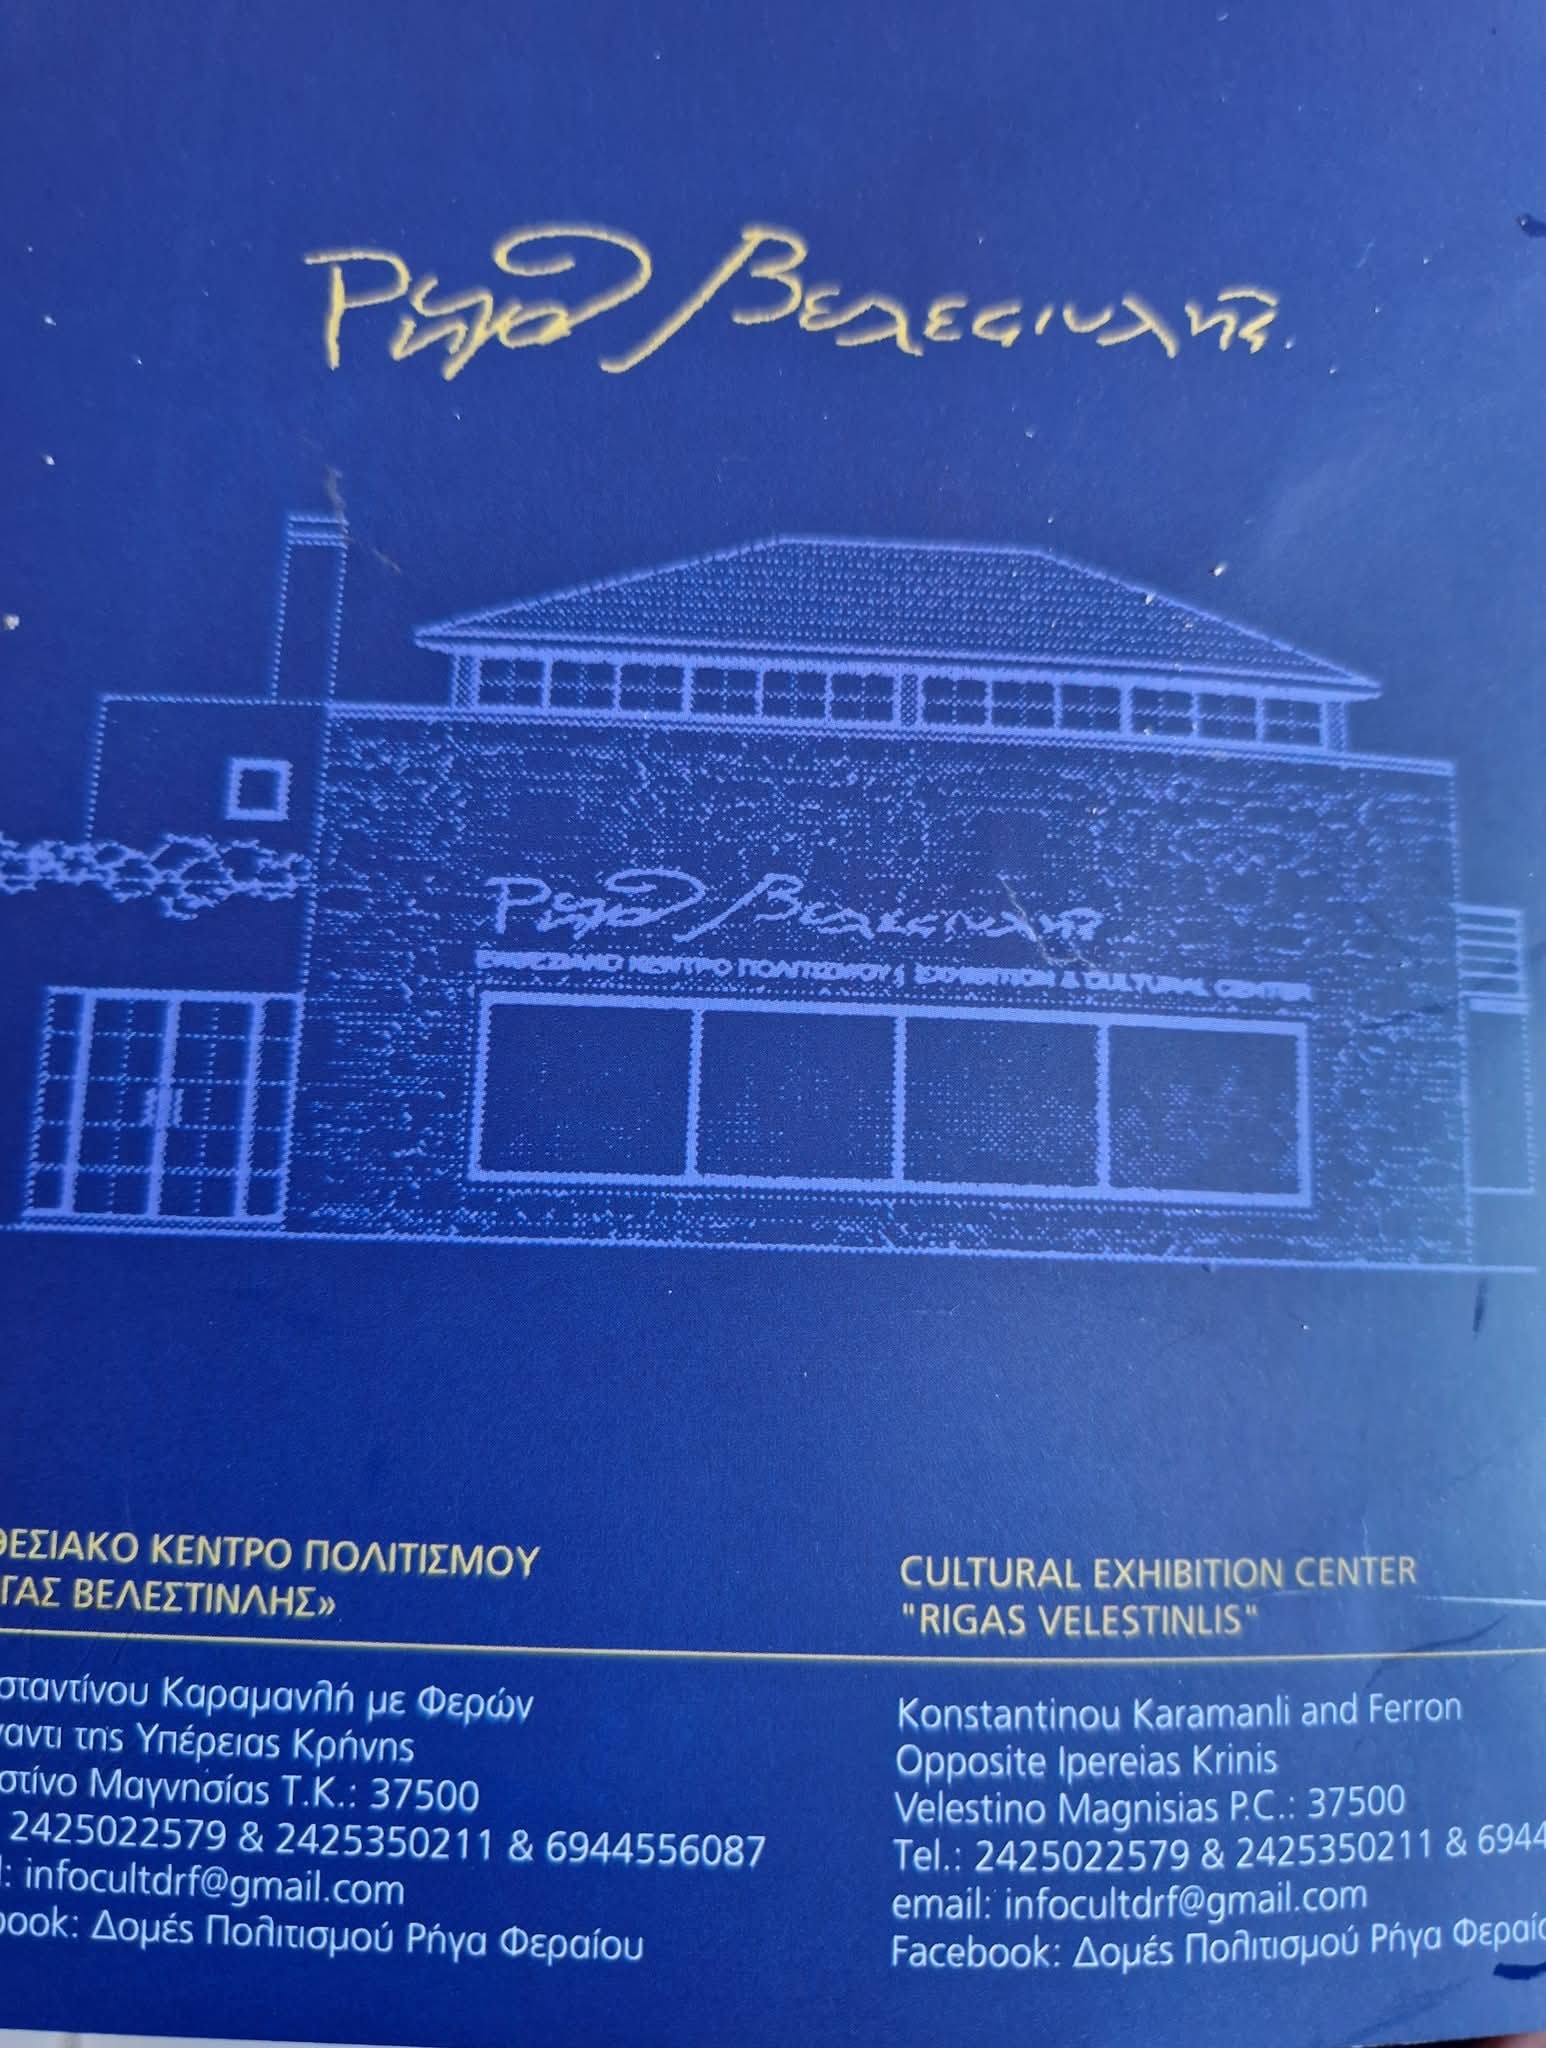 Ρήγας Βελεστινλής.
Ρήγας Βελεστινλής
ΕΚΘΕΣΙΑΚΟ ΚΕΝΤΡΟ ΠΟΛΙΤΙΣΜΟΥ | EXHIBITION & CULTURAL CENTER
ΘΕΣΙΑΚΟ ΚΕΝΤΡΟ ΠΟΛΙΤΙΣΜΟΥ
ΓΑΣ ΒΕΛΕΣΤΙΝΛΗΣ»
σταντίνου Καραμανλή με Φερών
ναντι της Υπέρειας Κρήνης
στίνο Μαγνησίας Τ.Κ.: 37500
2425022579 & 2425350211 & 6944556087
l: infocultdrf@gmail.com
book: Δομές Πολιτισμού Ρήγα Φεραίου
CULTURAL EXHIBITION CENTER
"RIGAS VELESTINLIS"
Konstantinou Karamanli and Ferron
Opposite Ipereias Krinis
Velestino Magnisias P.C.: 37500
Tel.: 2425022579 & 2425350211 & 6944
email: infocultdrf@gmail.com
Facebook: Δομές Πολιτισμού Ρήγα Φεραίο